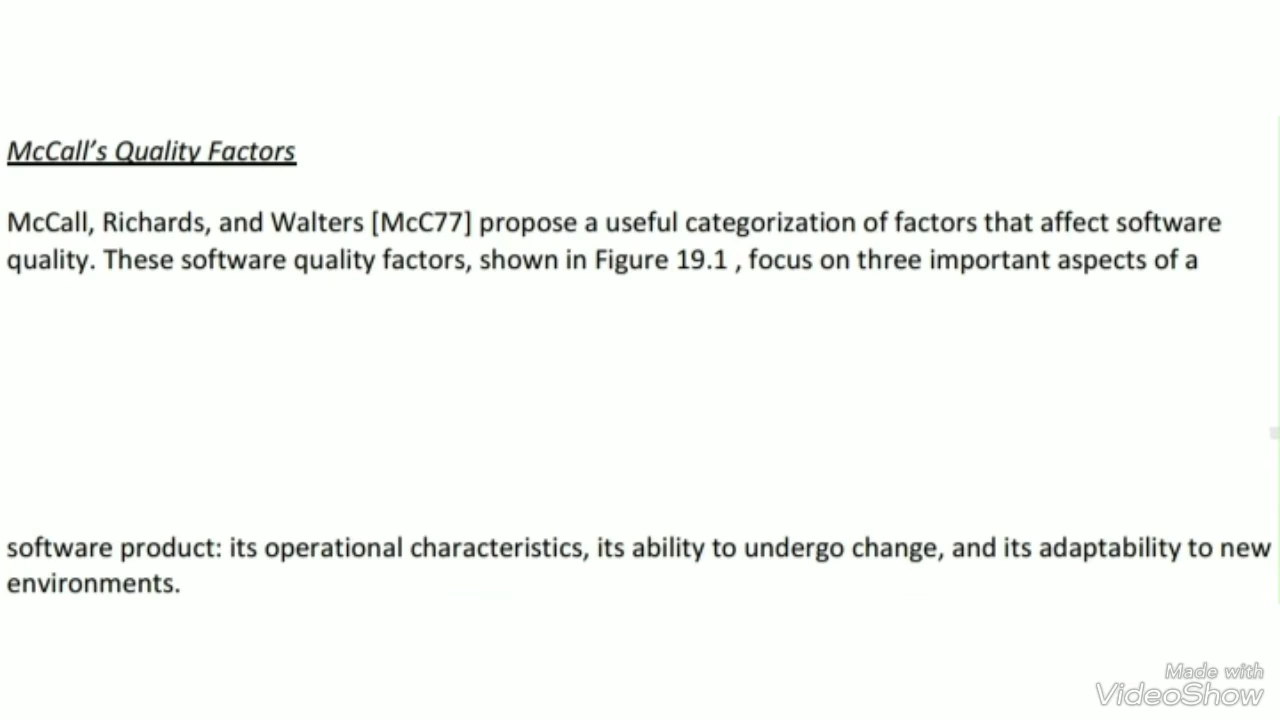 McCall's Quality Factors
McCall, Richards, and Walters [McC77] propose a useful categorization of factors that affect software
quality. These software quality factors, shown in Figure 19.1 , focus on three important aspects of a
software product: its operational characteristics, its ability to undergo change, and its adaptability to new
environments.
Made with
VideoShow